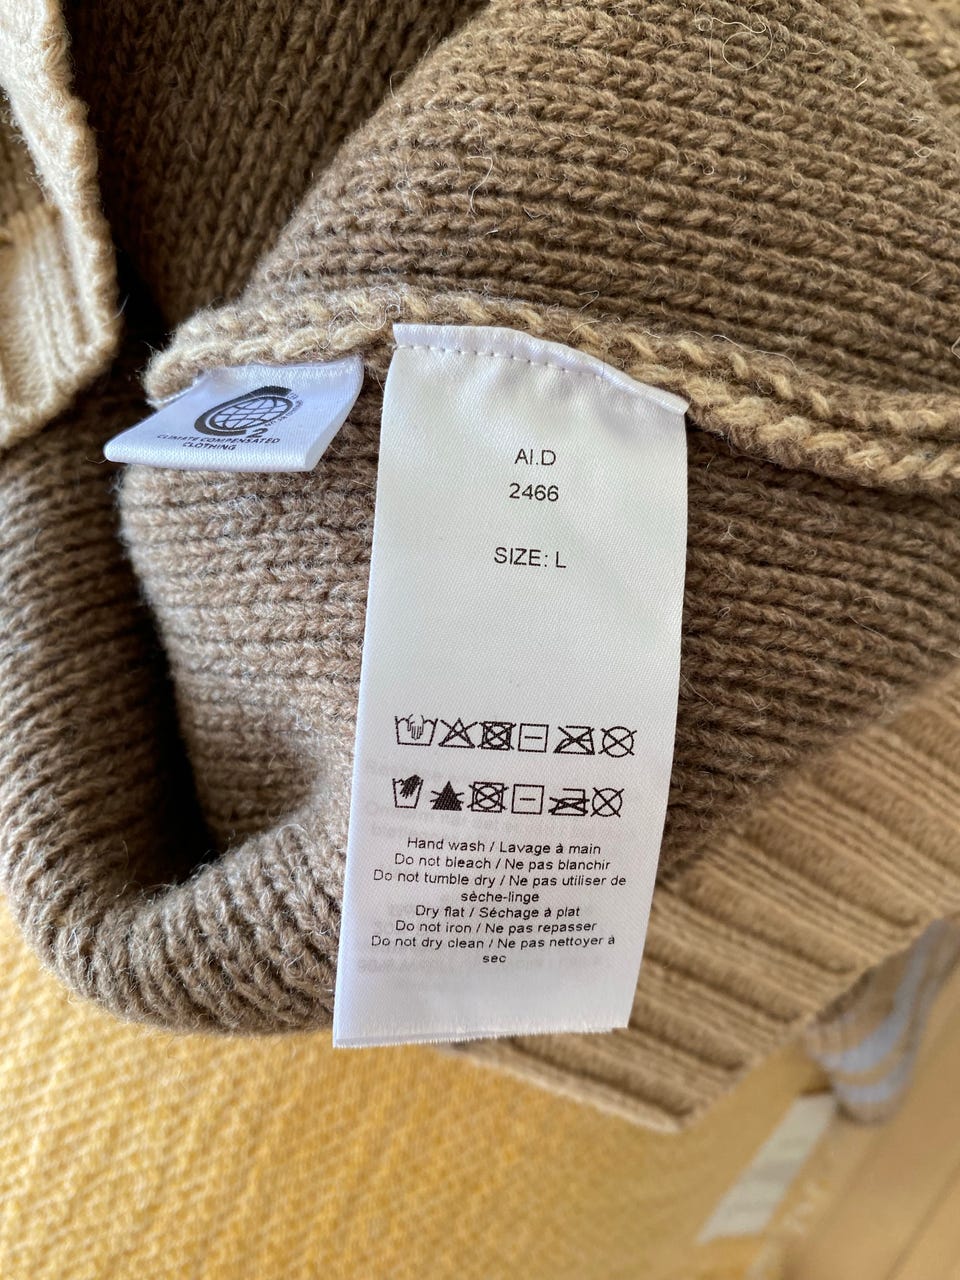 CLIMATE COMPENSATED
CLOTHING
AI.D
2466
SIZE: L
Hand wash / Lavage à main
Do not bleach / Ne pas blanchir
Do not tumble dry / Ne pas utiliser de
sèche-linge
Dry flat / Séchage à plat
Do not iron / Ne pas repasser
Do not dry clean / Ne pas nettoyer à
sec